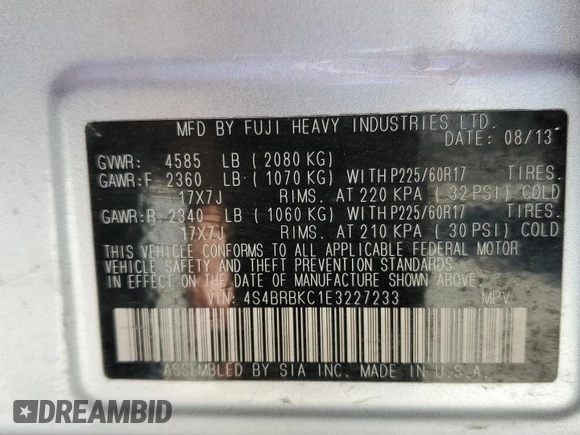 MFD BY FUJI HEAVY INDUSTRIES LTD.
DATE: 08/13
GVWR: 4585 LB ( 2080 KG)
GAWR:F 2360 LB ( 1070 KG) WITH P225/60R17 TIRES.
17X7J RIMS. AT 220 KPA ( 32 PSI) COLD
GAWR:R 2340 LB ( 1060 KG) WITH P225/60R17 TIRES.
17X7J RIMS. AT 210 KPA ( 30 PSI) COLD
THIS VEHICLE CONFORMS TO ALL APPLICABLE FEDERAL MOTOR
VEHICLE SAFETY AND THEFT PREVENTION STANDARDS
IN EFFECT ON THE DATE OF MANUFACTURE SHOWN ABOVE.
VIN: 4S4BRBKC1E3227233 MPV
ASSEMBLED BY SIA INC. MADE IN U.S.A.
DREAMBID